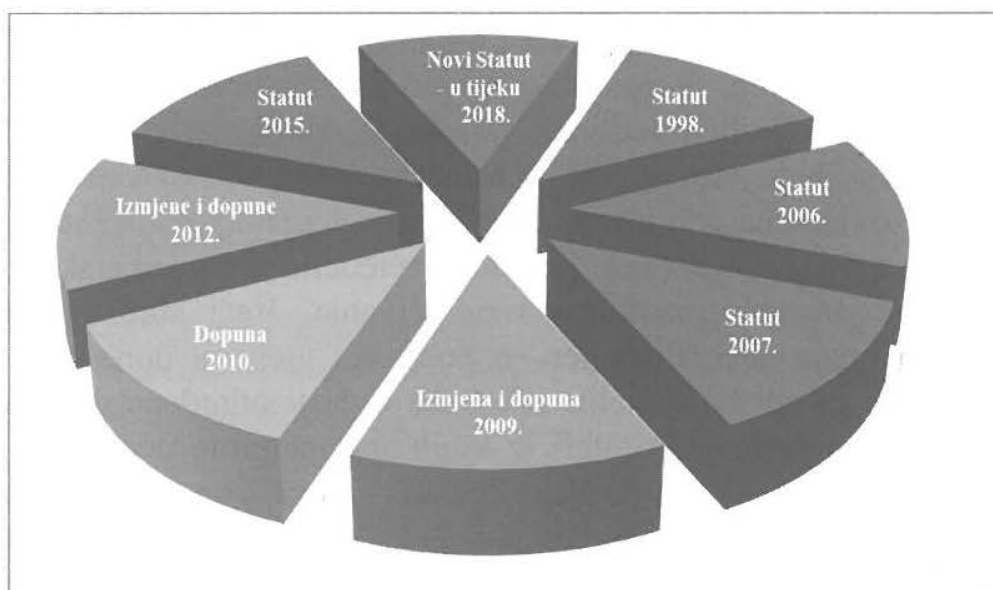 Novi Statut
- u tijeku
2018.
Statut
1998.
Statut
2006.
Statut
2007.
Izmjena i dopuna
2009.
Dopuna
2010.
Izmjene i dopune
2012.
Statut
2015.